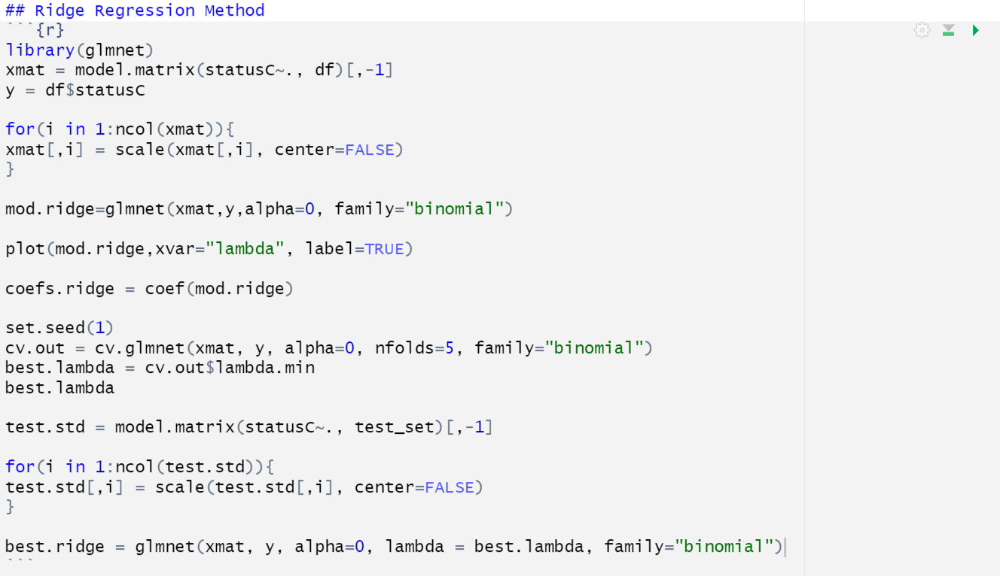 ## Ridge Regression Method
```{r}
library(glmnet)
xmat = model.matrix(statusC~., df)[,-1]
y = df$statusC
for(i in 1:ncol(xmat)){
xmat[,i] = scale(xmat[,i], center=FALSE)
}
mod.ridge=glmnet(xmat,y,alpha=0, family="binomial")
plot(mod.ridge,xvar="lambda", label=TRUE)
coefs.ridge = coef(mod.ridge)
set.seed(1)
cv.out = cv.glmnet(xmat, y, alpha=0, nfolds=5, family="binomial")
best.lambda = cv.out$lambda.min
best.lambda
test.std = model.matrix(statusC~., test_set)[,-1]
for(i in 1:ncol(test.std)){
test.std[,i] = scale(test.std[,i], center=FALSE)
}
best.ridge = glmnet(xmat, y, alpha=0, lambda = best.lambda, family="binomial")
```